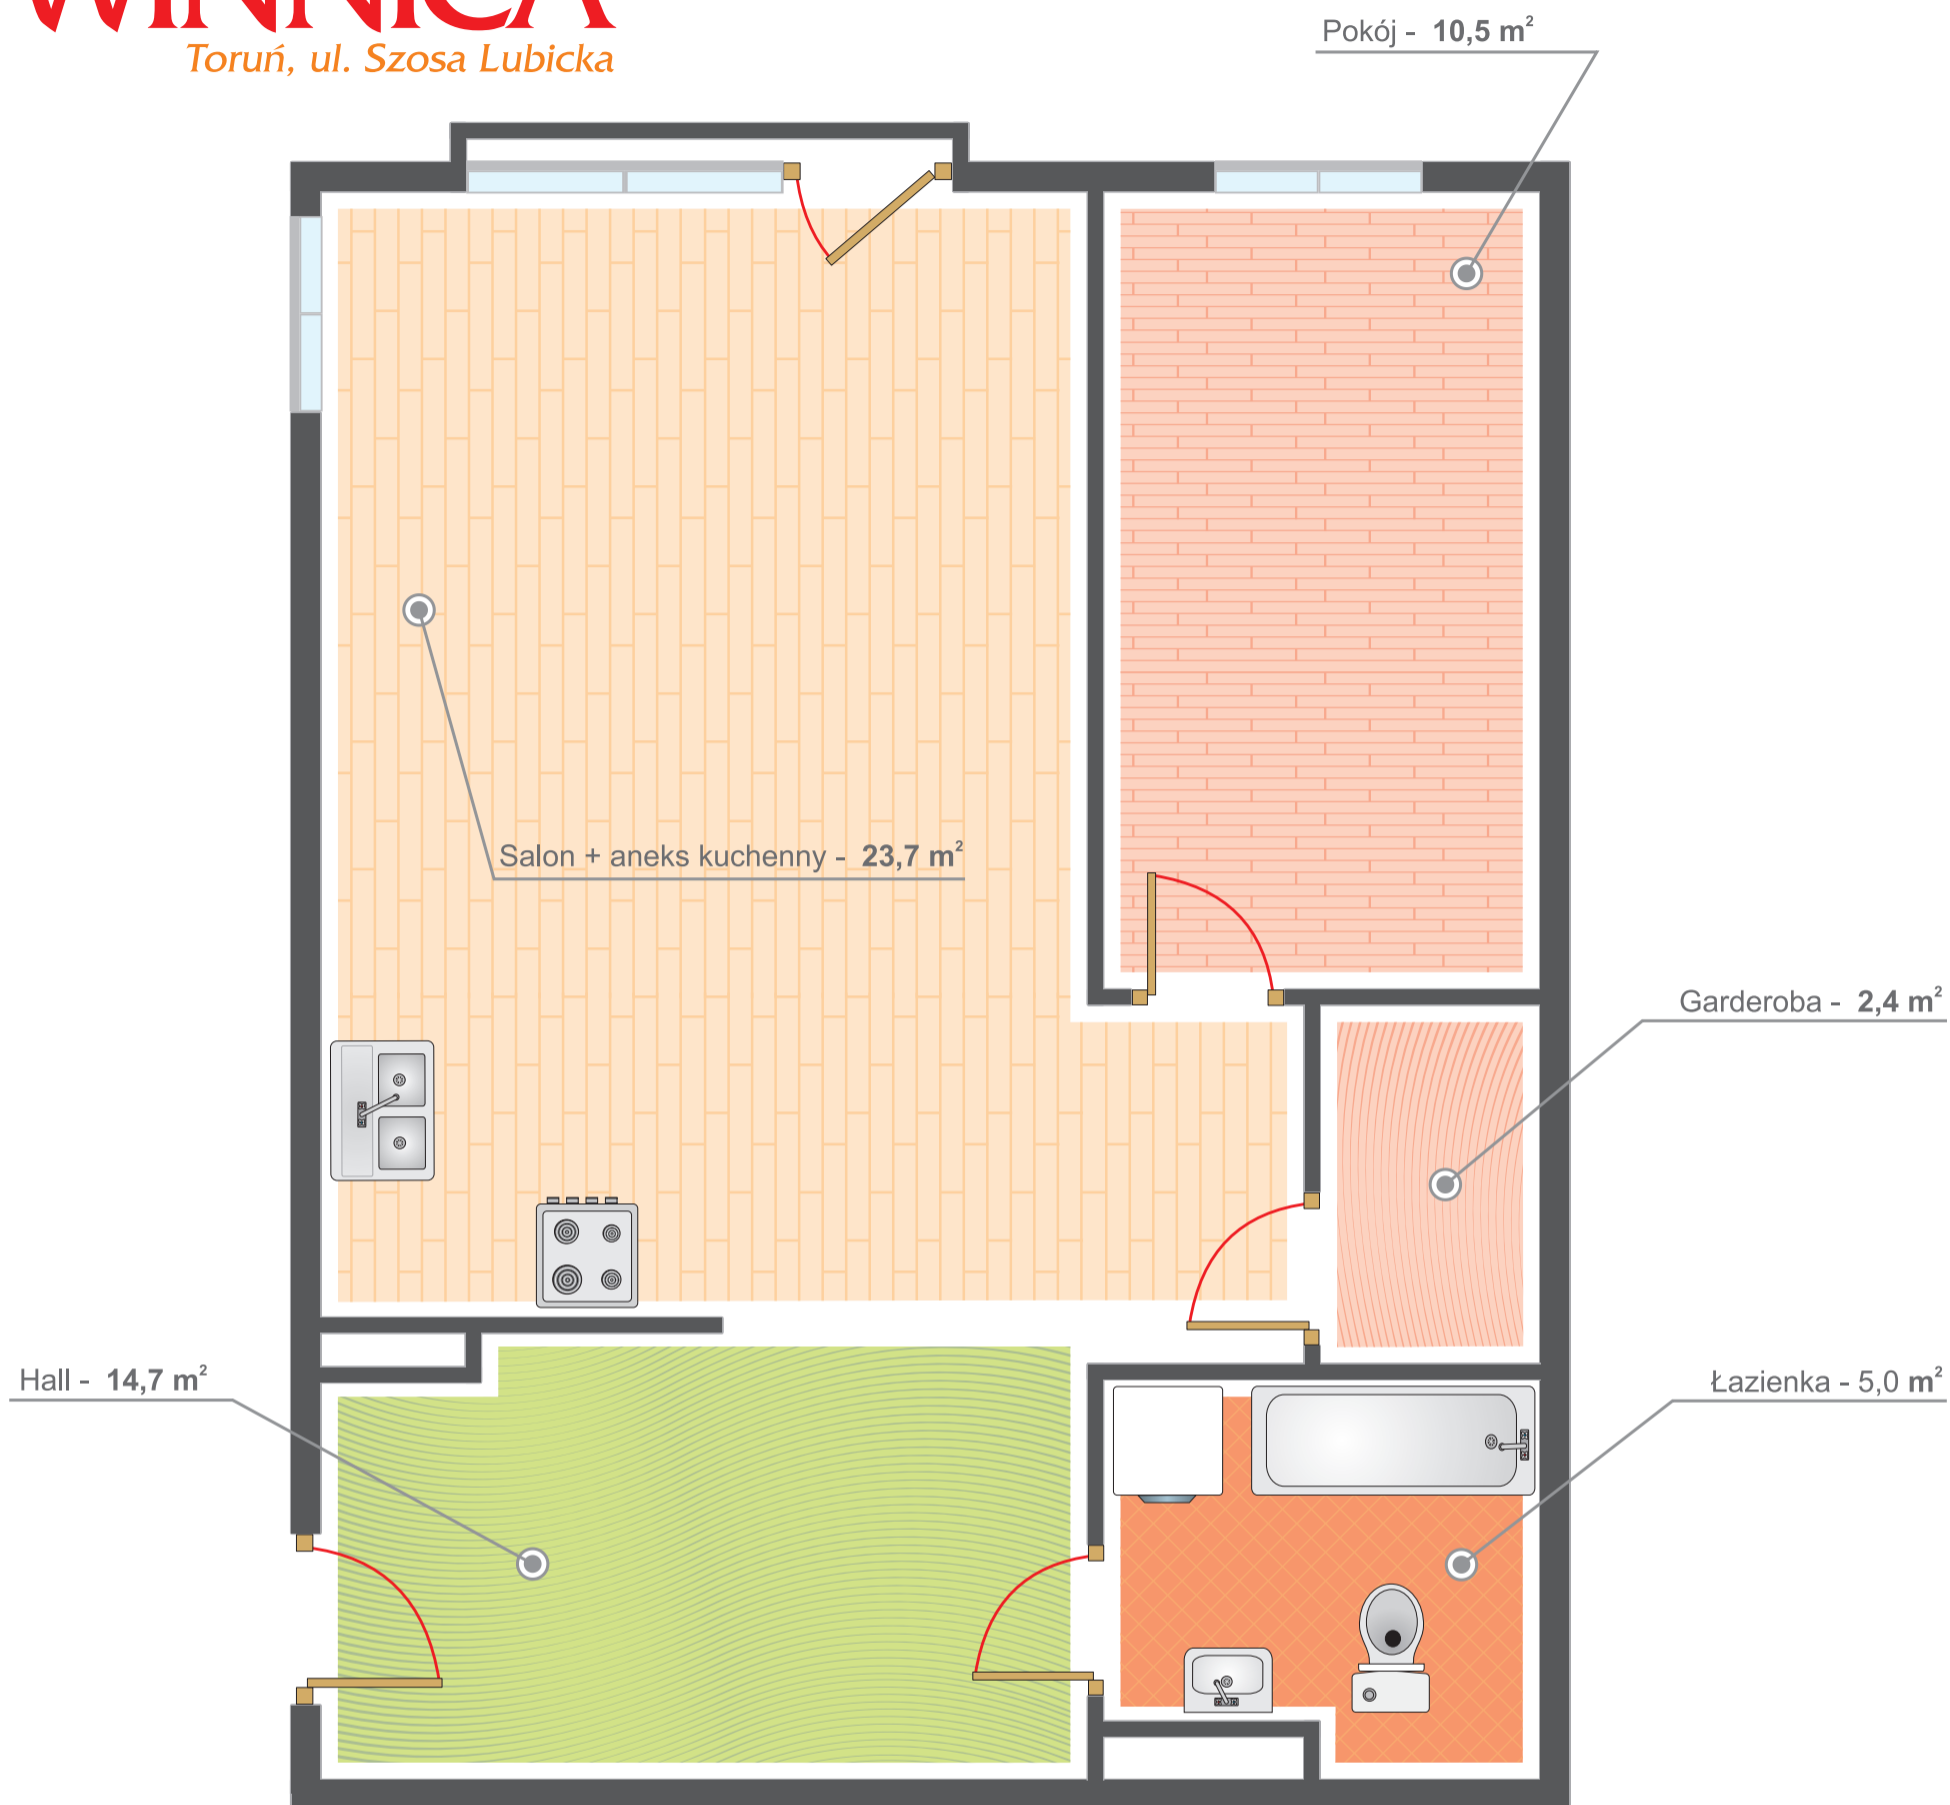 WINNICA
Toruń, ul. Szosa Lubicka
Pokój - 10,5 m²
Salon + aneks kuchenny - 23,7 m²
Garderoba - 2,4 m²
Hall - 14,7 m²
Łazienka - 5,0 m²